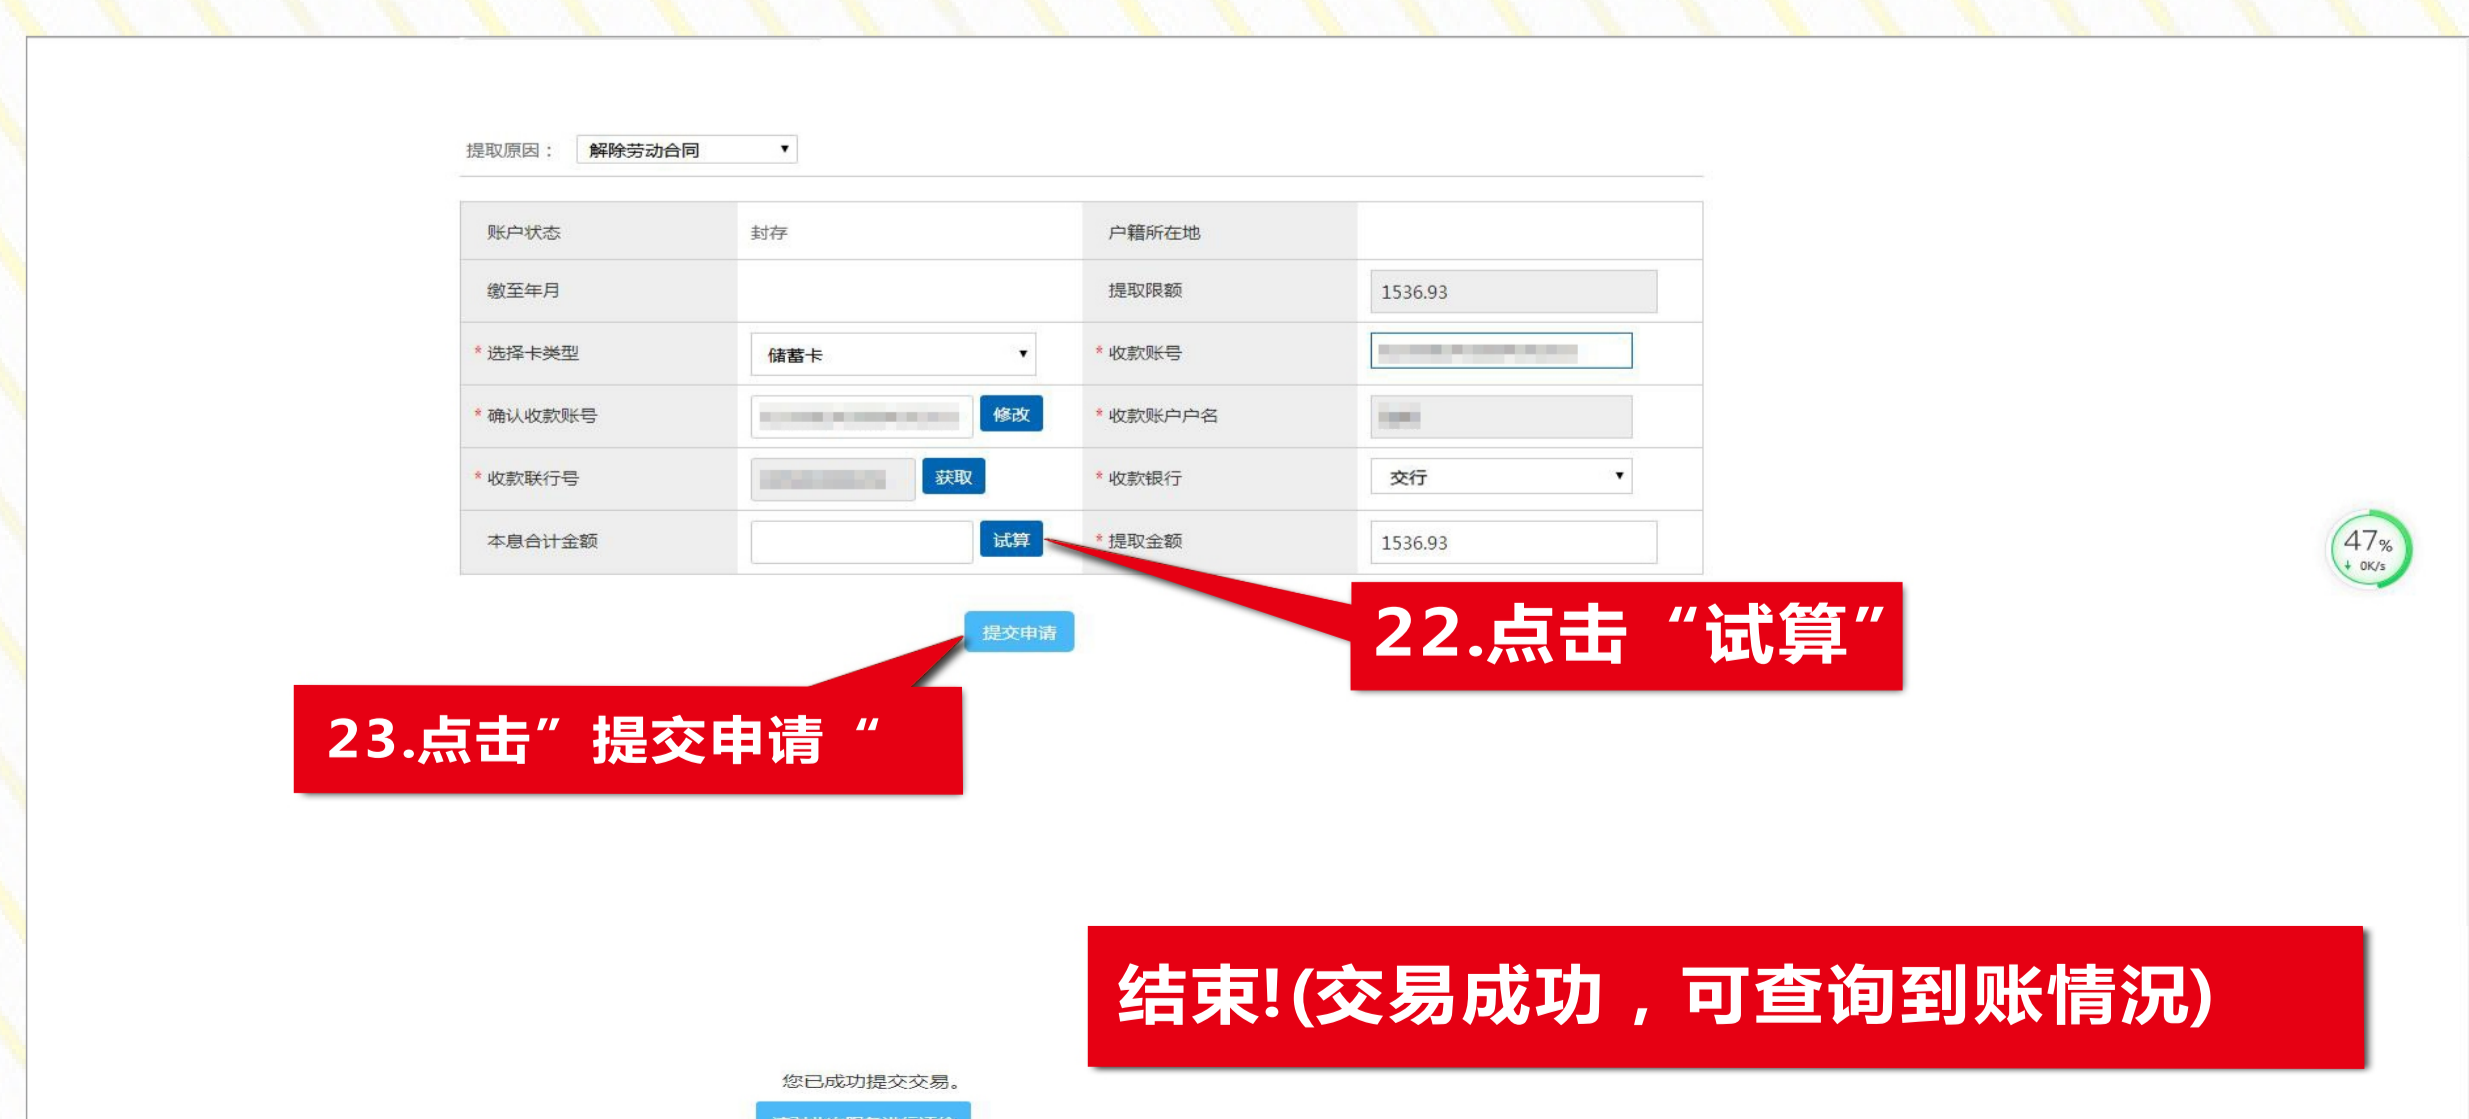 提取原因： 解除劳动合同
账户状态 封存 户籍所在地
缴至年月 提取限额 1536.93
* 选择卡类型 储蓄卡 * 收款账号
* 确认收款账号 修改 * 收款账户户名
* 收款联行号 获取 * 收款银行 交行
本息合计金额 试算 * 提取金额 1536.93
47%
0K/s
提交申请
22.点击“试算”
23.点击”提交申请“
结束!(交易成功，可查询到账情况)
您已成功提交交易。